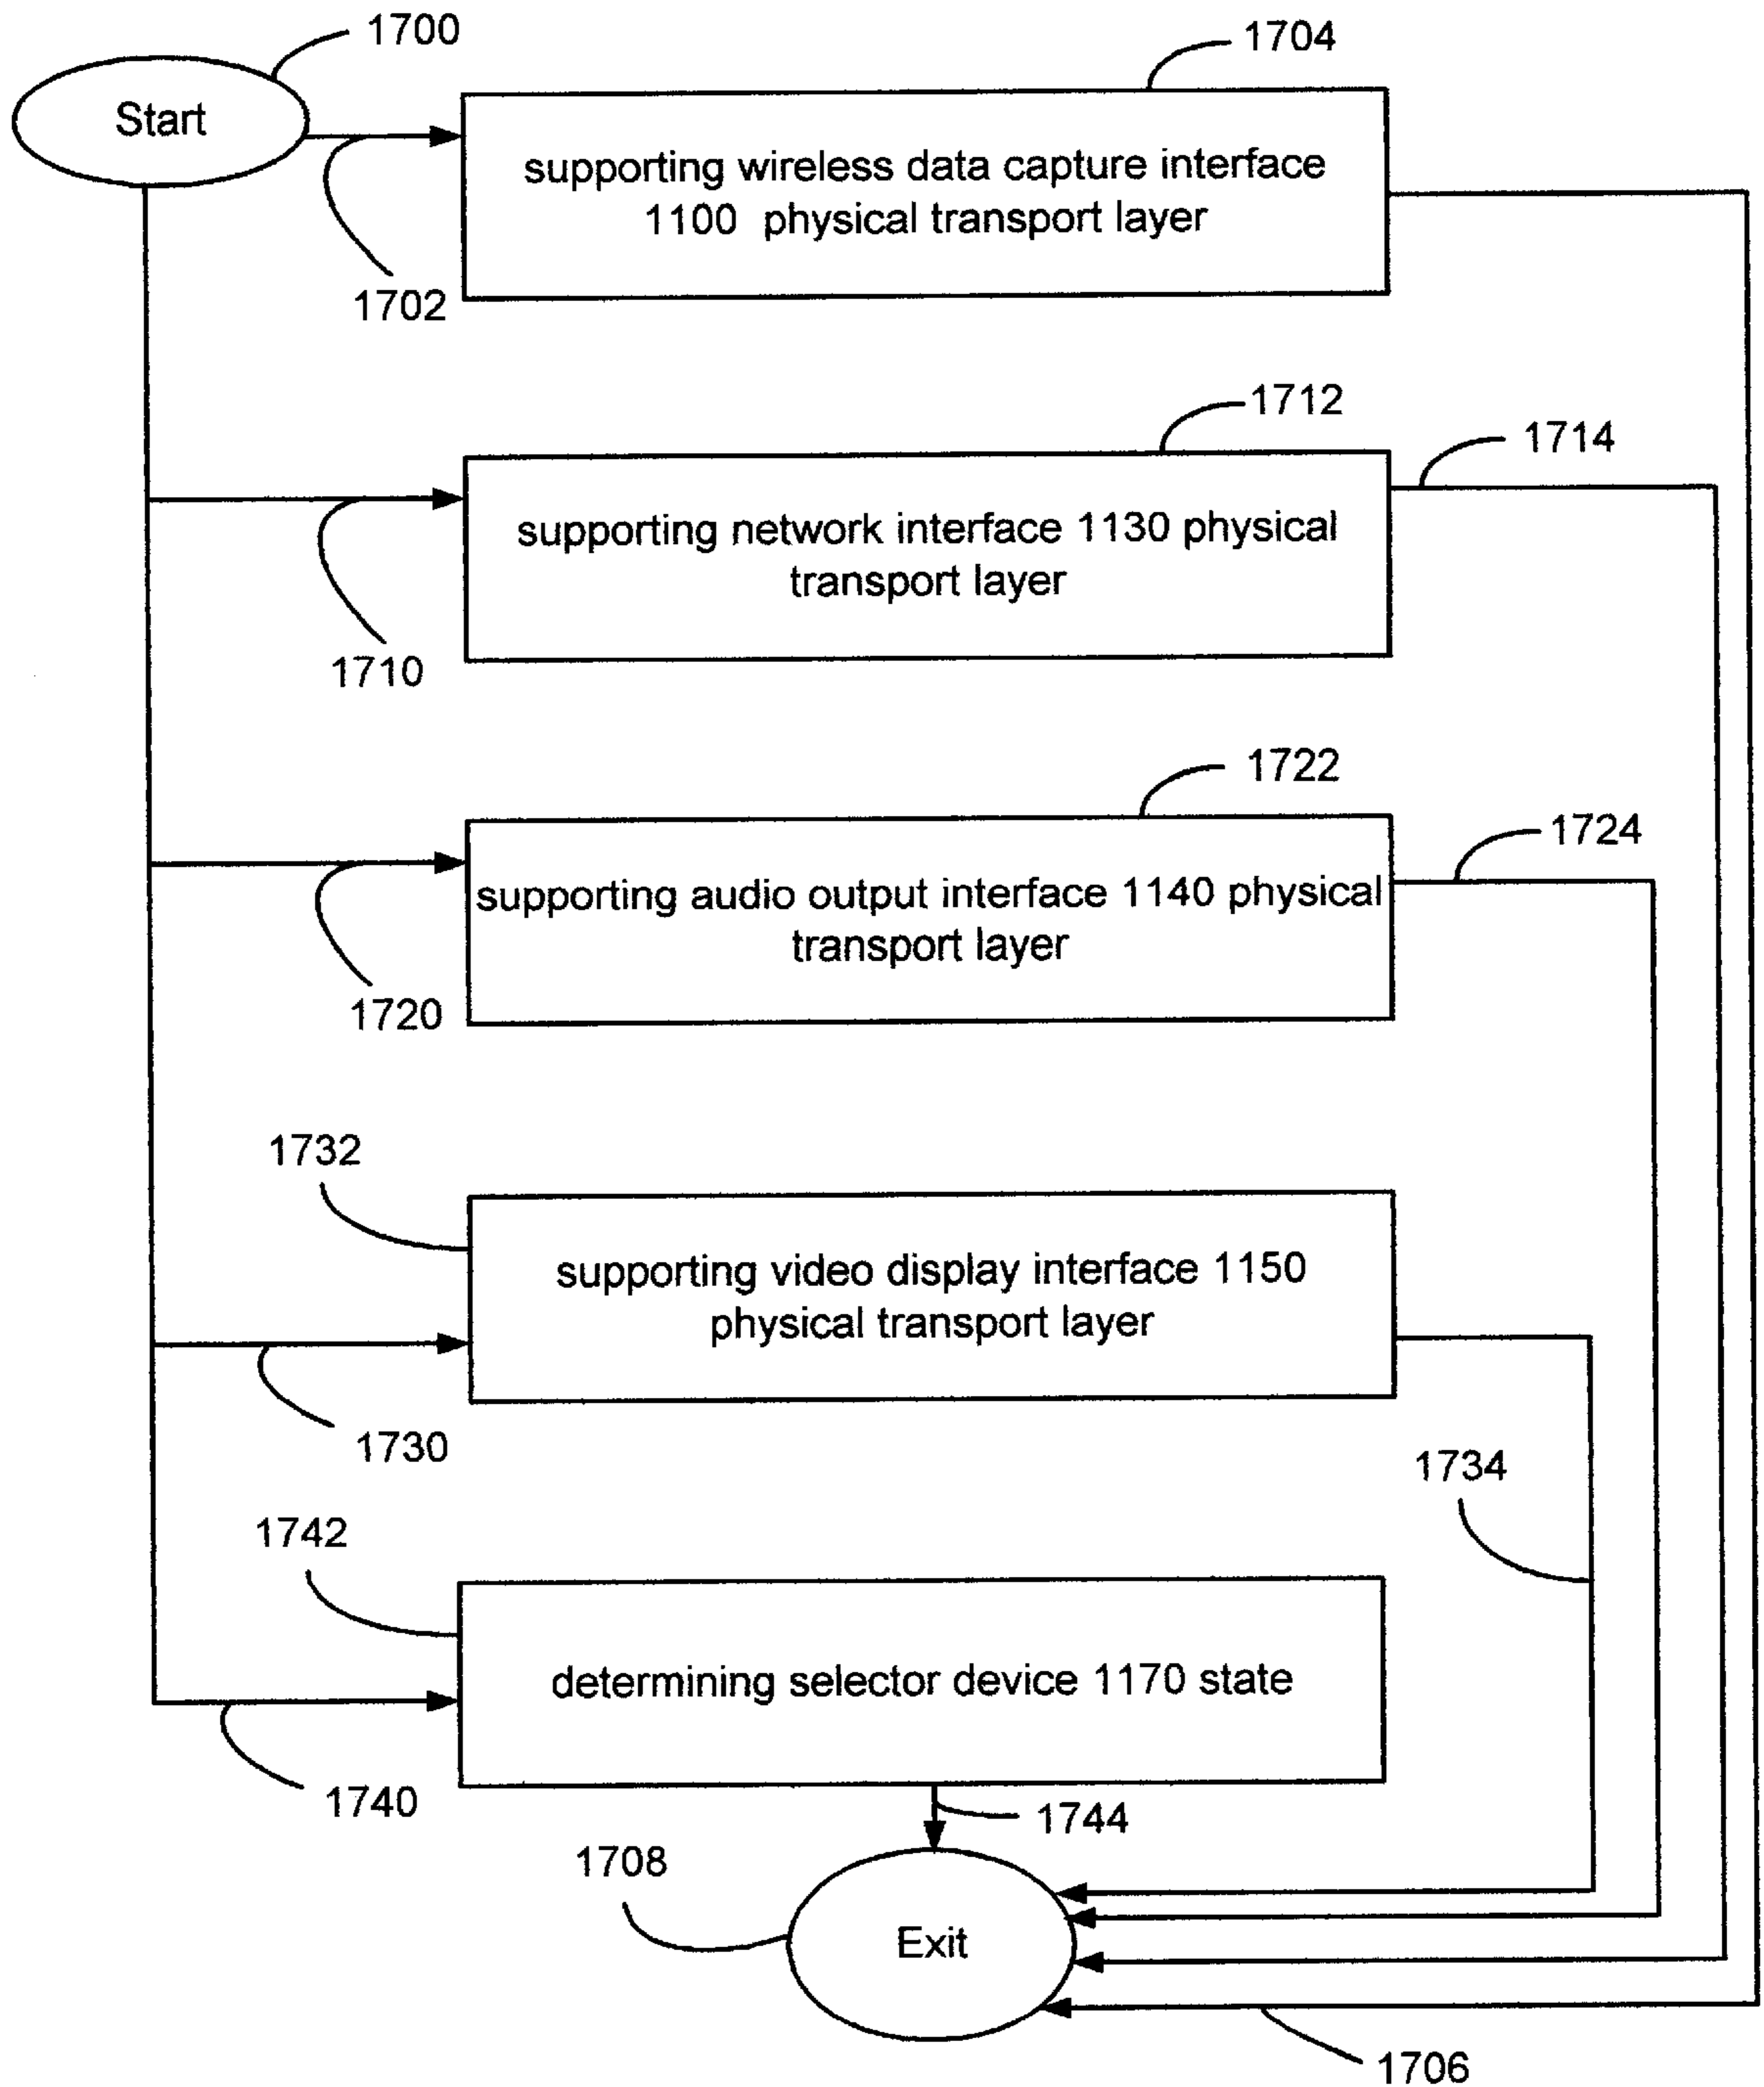 1700
1704
Start
supporting wireless data capture interface
1100 physical transport layer
1702
1712
1714
supporting network interface 1130 physical
transport layer
1710
1722
1724
supporting audio output interface 1140 physical
transport layer
1720
1732
supporting video display interface 1150
physical transport layer
1730
1734
1742
determining selector device 1170 state
1740
1744
1708
Exit
1706